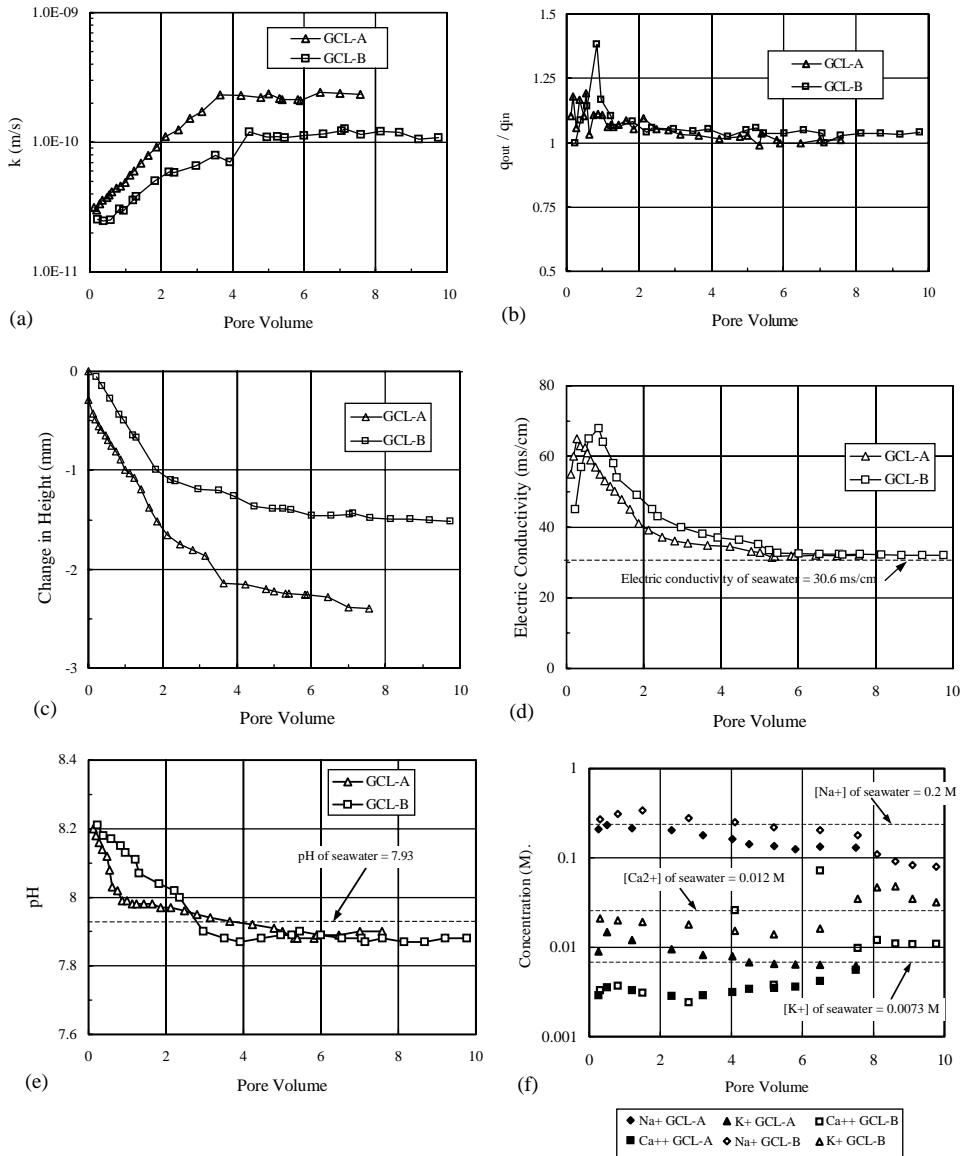 1.0E-09
1.0E-10
1.0E-11
k (m/s)
GCL-A
GCL-B
0 2 4 6 8 10
Pore Volume
(a)
1.5
1.25
1
0.75
0.5
qout / qin
GCL-A
GCL-B
0 2 4 6 8 10
Pore Volume
(b)
0
-1
-2
-3
Change in Height (mm)
GCL-A
GCL-B
0 2 4 6 8 10
Pore Volume
(c)
80
60
40
20
0
Electric Conductivity (ms/cm)
GCL-A
GCL-B
Electric conductivity of seawater = 30.6 ms/cm
0 2 4 6 8 10
Pore Volume
(d)
8.4
8.2
8
7.8
7.6
pH
GCL-A
GCL-B
pH of seawater = 7.93
0 2 4 6 8 10
Pore Volume
(e)
1
0.1
0.01
0.001
Concentration (M).
[Na+] of seawater = 0.2 M
[Ca2+] of seawater = 0.012 M
[K+] of seawater = 0.0073 M
0 2 4 6 8 10
Pore Volume
(f)
Na+ GCL-A K+ GCL-A Ca++ GCL-B
Ca++ GCL-A Na+ GCL-B K+ GCL-B